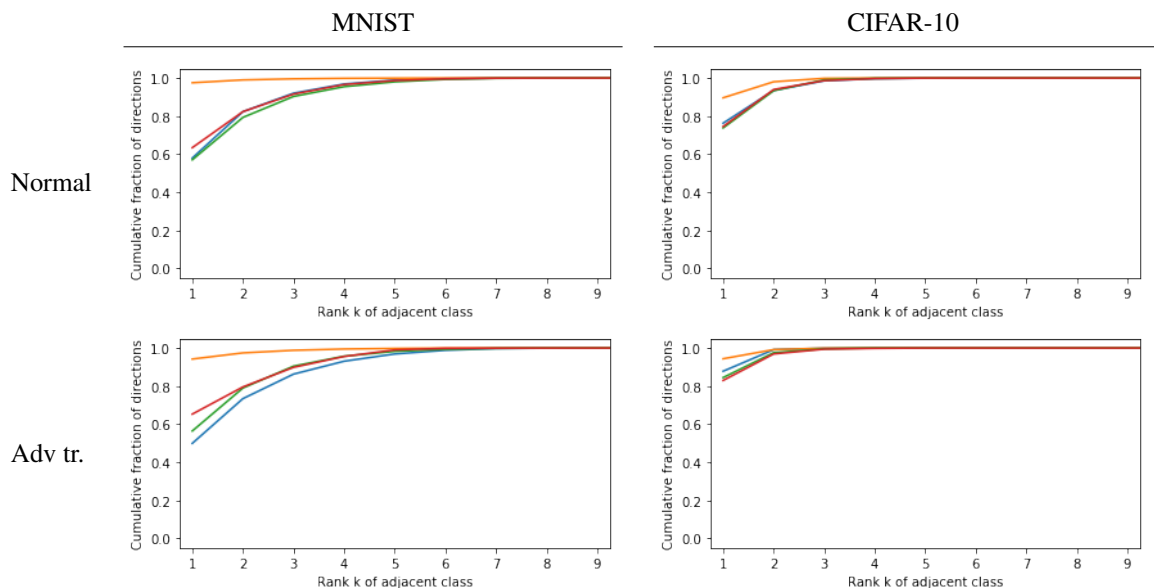 MNIST
CIFAR-10
Normal
Cumulative fraction of directions
1.0
0.8
0.6
0.4
0.2
0.0
1 2 3 4 5 6 7 8 9
Rank k of adjacent class
Cumulative fraction of directions
1.0
0.8
0.6
0.4
0.2
0.0
1 2 3 4 5 6 7 8 9
Rank k of adjacent class
Adv tr.
Cumulative fraction of directions
1.0
0.8
0.6
0.4
0.2
0.0
1 2 3 4 5 6 7 8 9
Rank k of adjacent class
Cumulative fraction of directions
1.0
0.8
0.6
0.4
0.2
0.0
1 2 3 4 5 6 7 8 9
Rank k of adjacent class